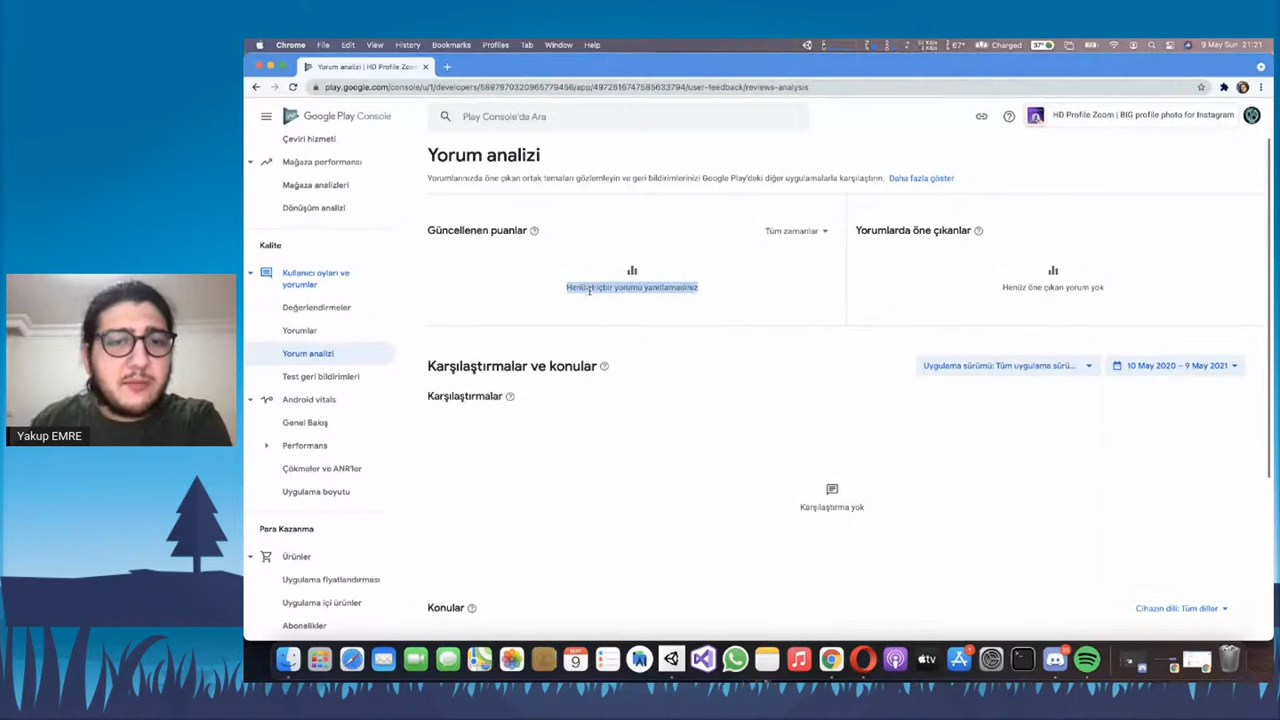 Chrome File Edit View History Bookmarks Profiles Tab Window Help
67° Charged 37° 9 May Sun 21:21
Yorum analizi | HD Profile Zoo
play.google.com/console/u/1/developers/5897970320965779456/app/4972616747585633794/user-feedback/reviews-analysis
Google Play Console
Play Console'da Ara
HD Profile Zoom | BIG profile photo for Instagram
Çeviri hizmeti
Mağaza performansı
Mağaza analizleri
Dönüşüm analizi
Kalite
Kullanıcı oyları ve
yorumlar
Değerlendirmeler
Yorumlar
Yorum analizi
Test geri bildirimleri
Android vitals
Genel Bakış
Performans
Çökmeler ve ANR'ler
Uygulama boyutu
Para Kazanma
Ürünler
Uygulama fiyatlandırması
Uygulama içi ürünler
Abonelikler
Yorum analizi
Yorumlarınızda öne çıkan ortak temaları gözlemleyin ve geri bildirimlerinizi Google Play'deki diğer uygulamalarla karşılaştırın. Daha fazla göster
Güncellenen puanlar
Tüm zamanlar
Henüz hiçbir yorumu yanıtlamadınız
Yorumlarda öne çıkanlar
Henüz öne çıkan yorum yok
Karşılaştırmalar ve konular
Uygulama sürümü: Tüm uygulama sürü...
10 May 2020 – 9 May 2021
Karşılaştırmalar
Karşılaştırma yok
Konular
Cihazın dili: Tüm diller
Yakup EMRE
MAY
9
tv